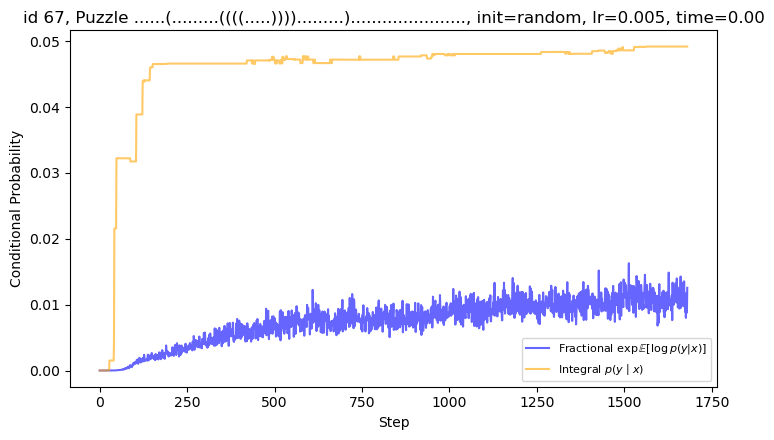 id 67, Puzzle ......(.........((((.....)))).........)......................, init=random, lr=0.005, time=0.00
0.05
0.04
0.03
0.02
0.01
0.00
Conditional Probability
Fractional exp𝔼[log p(y|x)]
Integral p(y | x)
0
250
500
750
1000
1250
1500
1750
Step